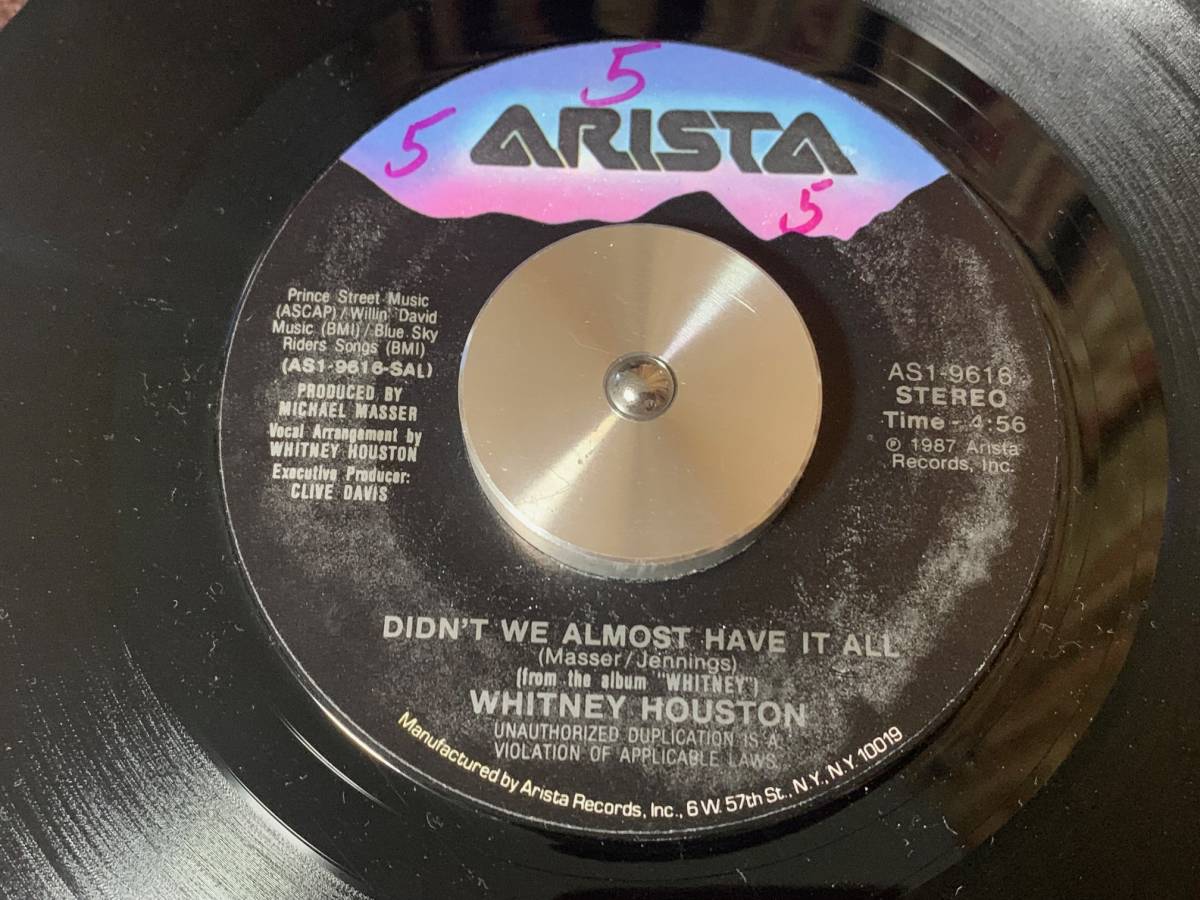 5
5
ARISTA
5
Prince Street Music
(ASCAP)/Willin' David
Music (BMI)/Blue Sky
Riders Songs (BMI)
(AS1-9616-SAL)
PRODUCED BY
MICHAEL MASSER
Vocal Arrangement by
WHITNEY HOUSTON
Executive Producer:
CLIVE DAVIS
AS1-9616
STEREO
Time - 4:56
℗ 1987 Arista
Records, Inc.
DIDN'T WE ALMOST HAVE IT ALL
(Masser/Jennings)
(from the album "WHITNEY")
WHITNEY HOUSTON
UNAUTHORIZED DUPLICATION IS A
VIOLATION OF APPLICABLE LAWS.
Manufactured by Arista Records, Inc., 6 W. 57th St., N.Y., N.Y. 10019